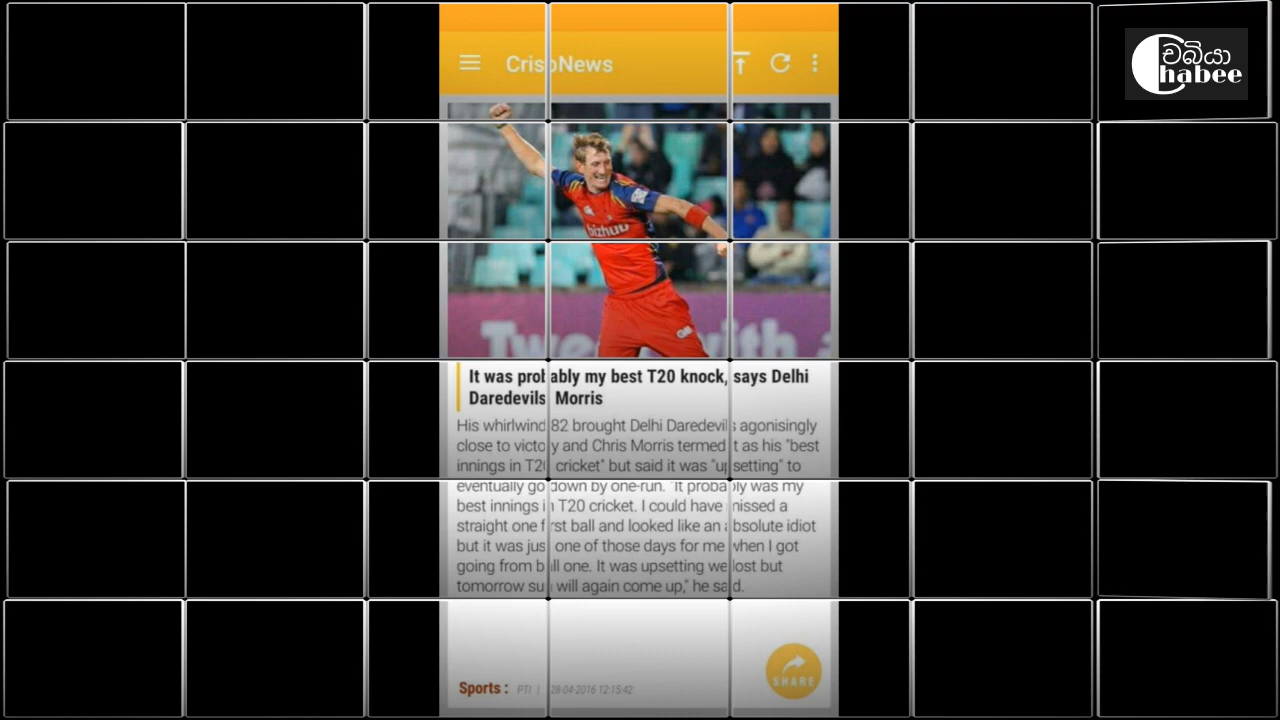 CrispNews
චබියා
Chabee
bizhub
GM
Tweet with a
It was probably my best T20 knock, says Delhi
Daredevils' Morris
His whirlwind 82 brought Delhi Daredevils agonisingly
close to victory and Chris Morris termed it as his "best
innings in T20 cricket" but said it was "upsetting" to
eventually go down by one-run. "It probably was my
best innings in T20 cricket. I could have missed a
straight one first ball and looked like an absolute idiot
but it was just one of those days for me when I got
going from ball one. It was upsetting we lost but
tomorrow sun will again come up," he said.
SHARE
Sports : PTI | 28-04-2016 12:15:42